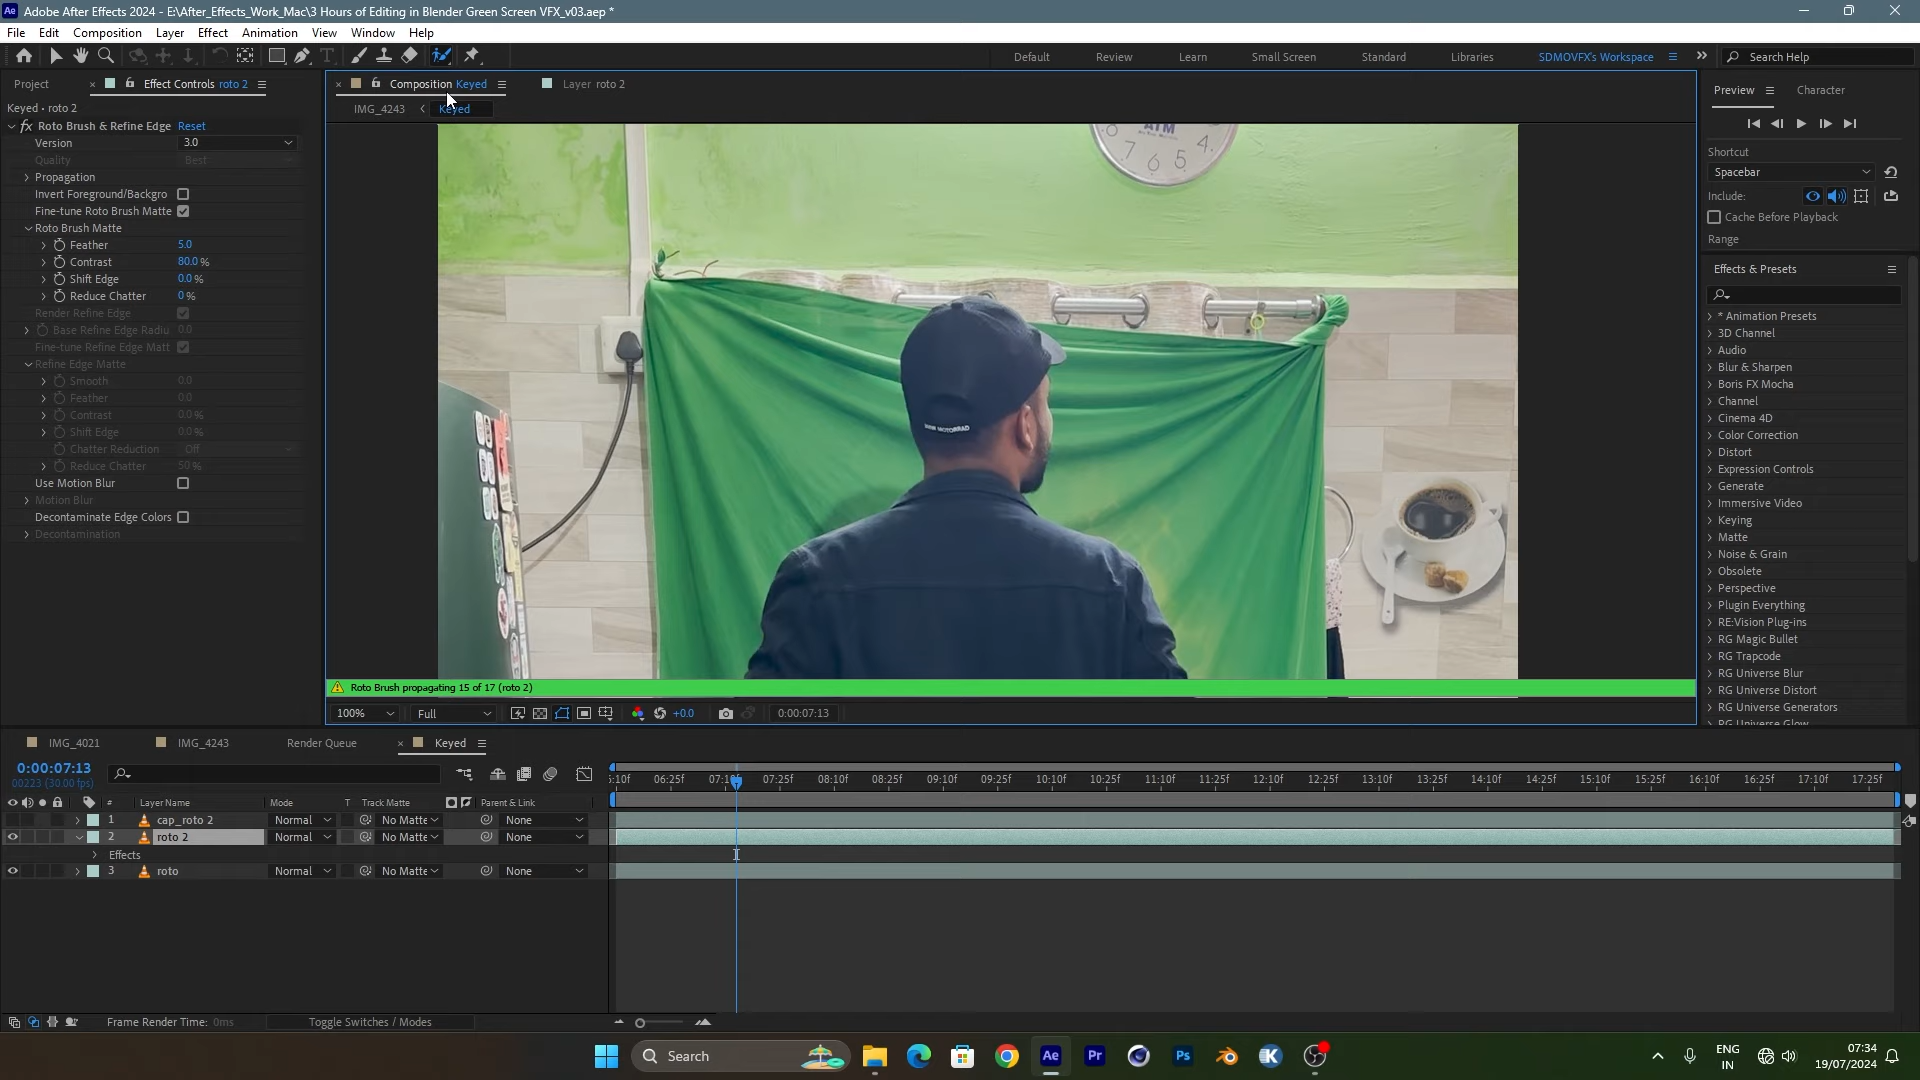 Adobe After Effects 2024 - E:\After_Effects_Work_Mac\3 Hours of Editing in Blender Green Screen VFX_v03.aep *
File Edit Composition Layer Effect Animation View Window Help
Default Review Learn Small Screen Standard Libraries SDMOVFX's Workspace Search Help
Project Effect Controls roto 2
Keyed • roto 2
fx Roto Brush & Refine Edge Reset
Version 3.0
Quality Best
Propagation
Invert Foreground/Backgro
Fine-tune Roto Brush Matte
Roto Brush Matte
Feather 5.0
Contrast 80.0 %
Shift Edge 0.0 %
Reduce Chatter 0 %
Render Refine Edge
Base Refine Edge Radiu 0.0
Fine-tune Refine Edge Matt
Refine Edge Matte
Smooth 0.0
Feather 0.0
Contrast 0.0 %
Shift Edge 0.0 %
Chatter Reduction Off
Reduce Chatter 50 %
Use Motion Blur
Motion Blur
Decontaminate Edge Colors
Decontamination
Composition Keyed Layer roto 2
IMG_4243 Keyed
ATM
7 6 5 4
Roto Brush propagating 15 of 17 (roto 2)
100% Full +0.0 0:00:07:13
Preview Character
Shortcut
Spacebar
Include:
Cache Before Playback
Range
Effects & Presets
* Animation Presets
3D Channel
Audio
Blur & Sharpen
Boris FX Mocha
Channel
Cinema 4D
Color Correction
Distort
Expression Controls
Generate
Immersive Video
Keying
Matte
Noise & Grain
Obsolete
Perspective
Plugin Everything
RE:Vision Plug-ins
RG Magic Bullet
RG Trapcode
RG Universe Blur
RG Universe Distort
RG Universe Generators
RG Universe Glow
IMG_4021 IMG_4243 Render Queue Keyed
0:00:07:13
00223 (30.00 fps)
5:10f 06:25f 07:10f 07:25f 08:10f 08:25f 09:10f 09:25f 10:10f 10:25f 11:10f 11:25f 12:10f 12:25f 13:10f 13:25f 14:10f 14:25f 15:10f 15:25f 16:10f 16:25f 17:10f 17:25f
# Layer Name Mode T Track Matte Parent & Link
1 cap_roto 2 Normal No Matte None
2 roto 2 Normal No Matte None
Effects
3 roto Normal No Matte None
Frame Render Time: 0ms Toggle Switches / Modes
Search
ENG
IN
07:34
19/07/2024